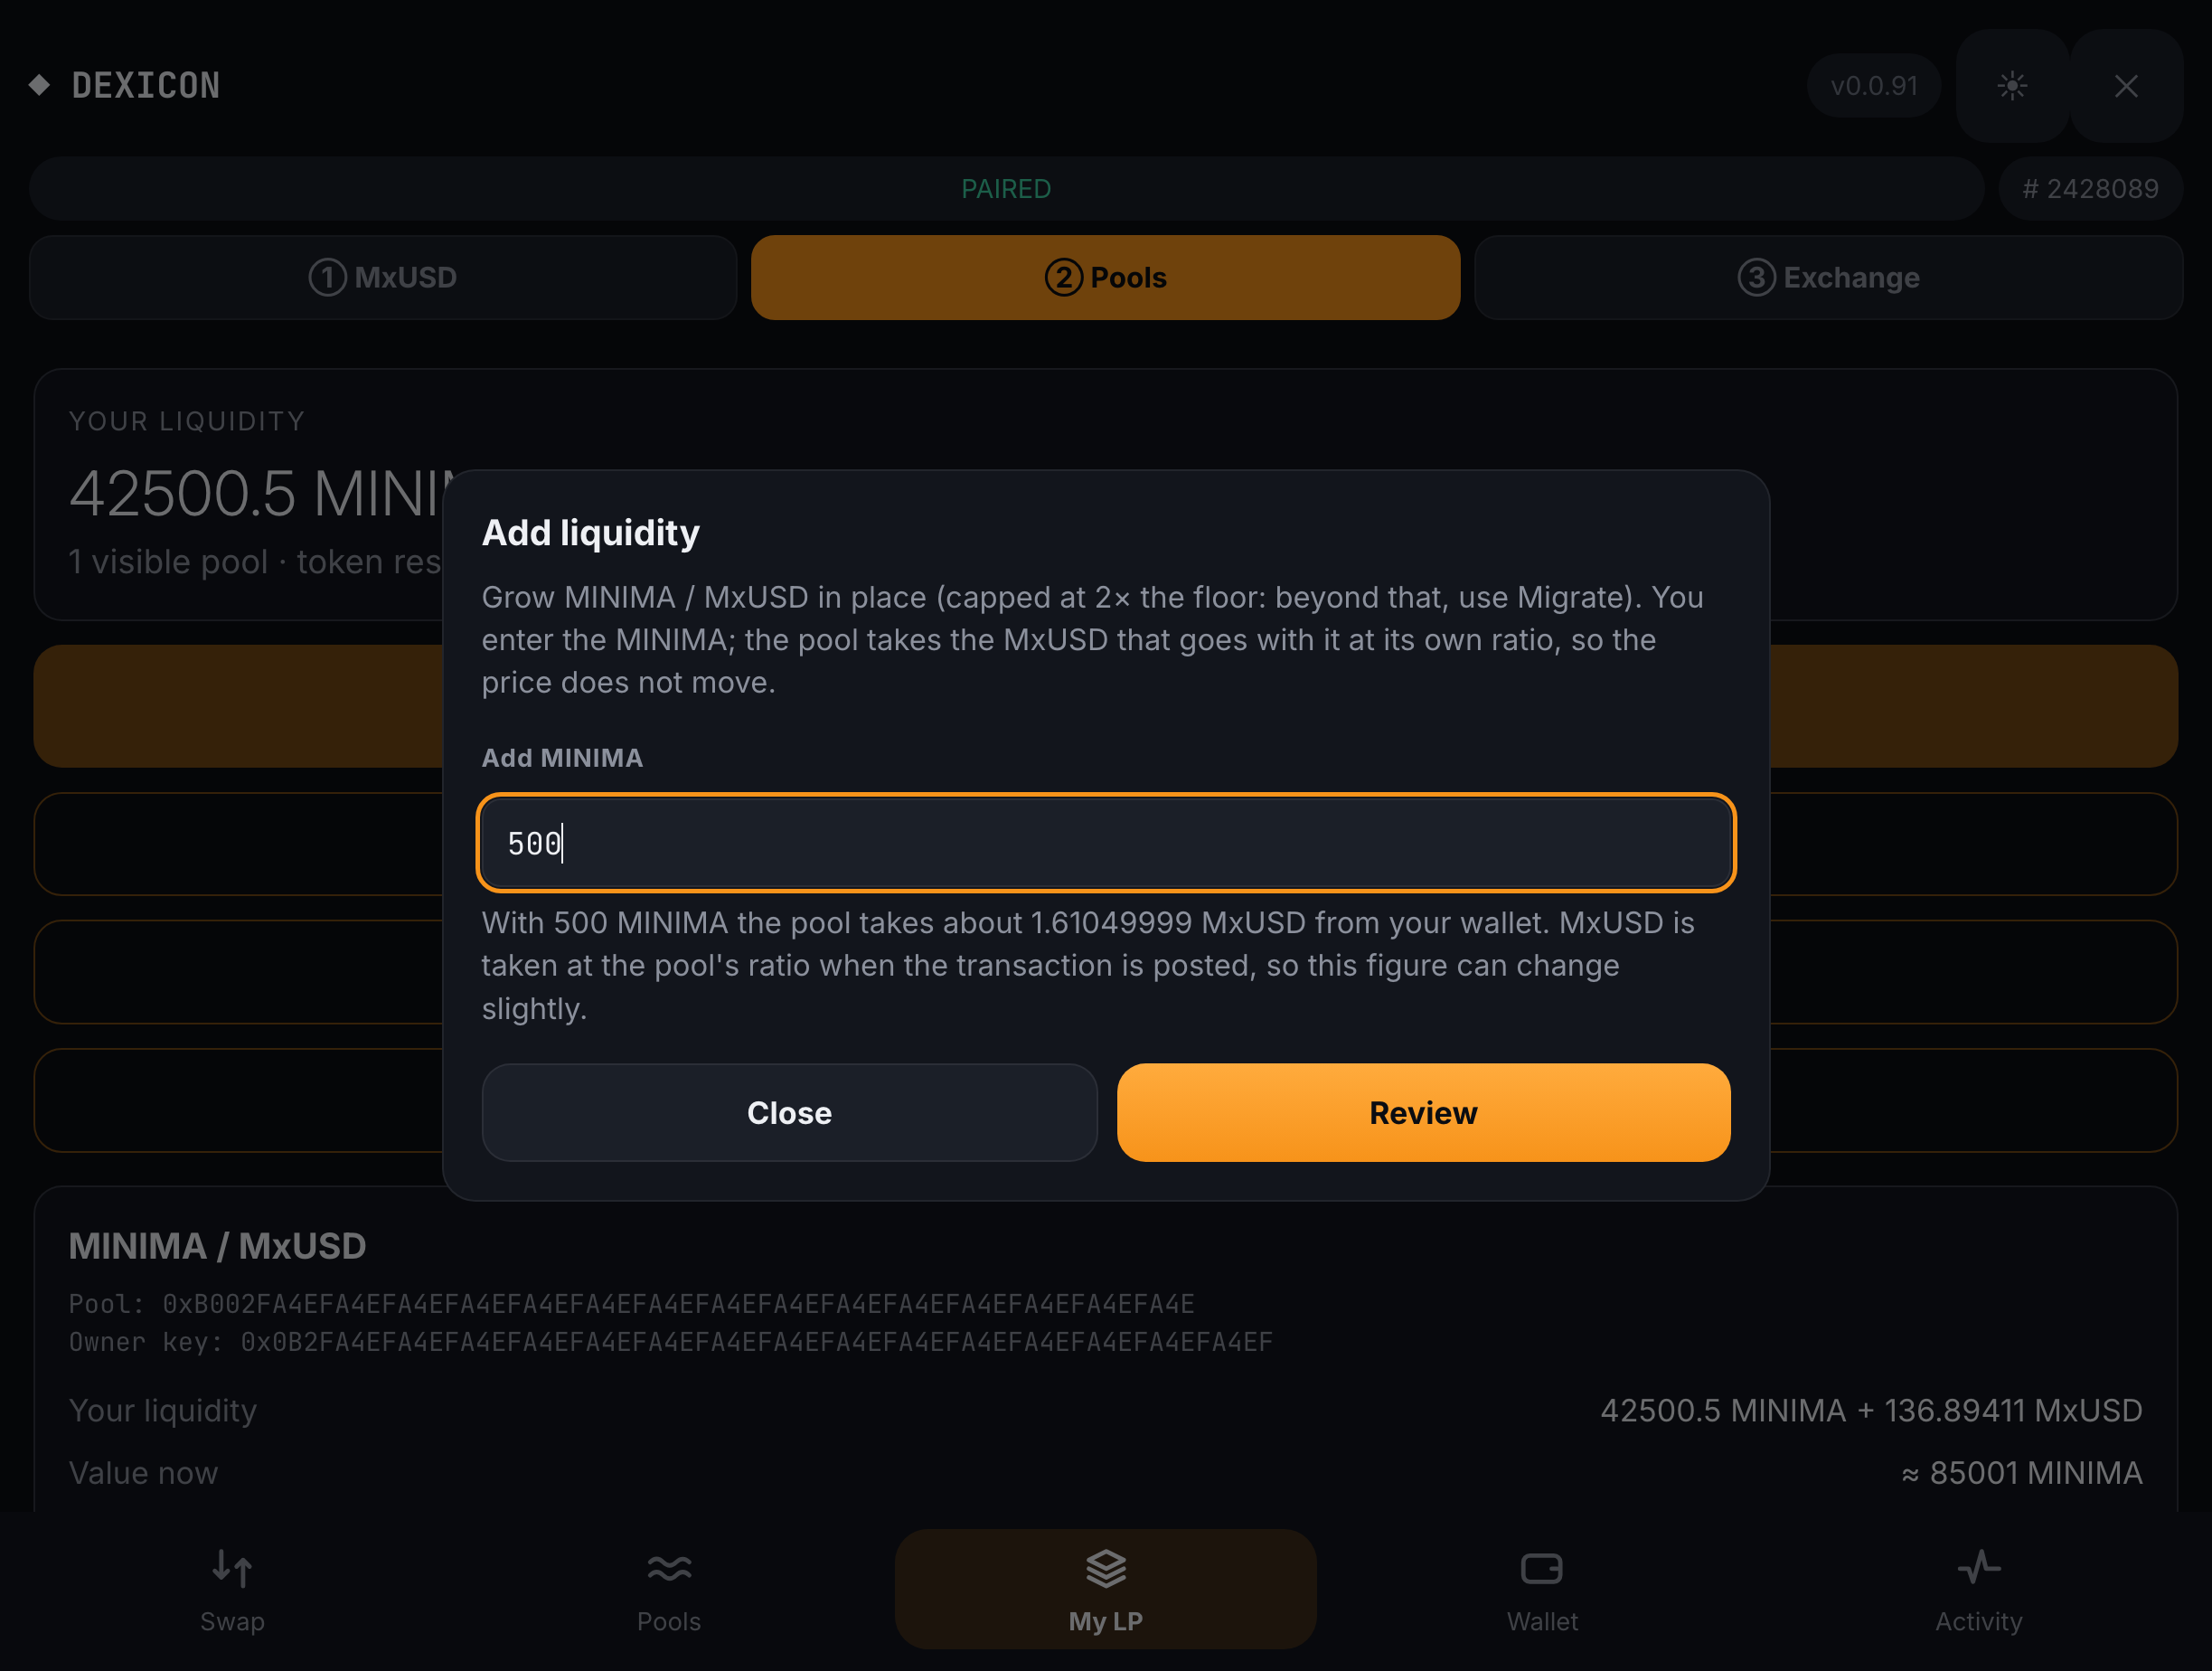 DEXICON
v0.0.91
PAIRED
# 2428089
1 MxUSD
2 Pools
3 Exchange
YOUR LIQUIDITY
42500.5
1 visible pool · token
Add liquidity
Grow MINIMA / MxUSD in place (capped at 2× the floor: beyond that, use Migrate). You
enter the MINIMA; the pool takes the MxUSD that goes with it at its own ratio, so the
price does not move.
Add MINIMA
500
With 500 MINIMA the pool takes about 1.61049999 MxUSD from your wallet. MxUSD is
taken at the pool's ratio when the transaction is posted, so this figure can change
slightly.
Close
Review
MINIMA / MxUSD
Pool: 0xB002FA4EFA4EFA4EFA4EFA4EFA4EFA4EFA4EFA4EFA4EFA4EFA4EFA4EFA4EFA4E
Owner key: 0x0B2FA4EFA4EFA4EFA4EFA4EFA4EFA4EFA4EFA4EFA4EFA4EFA4EFA4EFA4EFA4EF
Your liquidity
42500.5 MINIMA + 136.89411 MxUSD
Value now
≈ 85001 MINIMA
Swap
Pools
My LP
Wallet
Activity